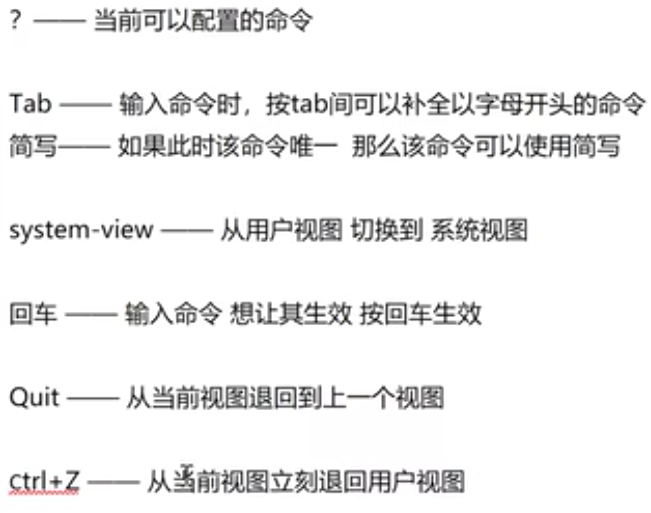 ? —— 当前可以配置的命令
Tab —— 输入命令时，按tab间可以补全以字母开头的命令
简写—— 如果此时该命令唯一 那么该命令可以使用简写
system-view —— 从用户视图 切换到 系统视图
回车 —— 输入命令 想让其生效 按回车生效
Quit —— 从当前视图退回到上一个视图
ctrl+Z —— 从当前视图立刻退回用户视图